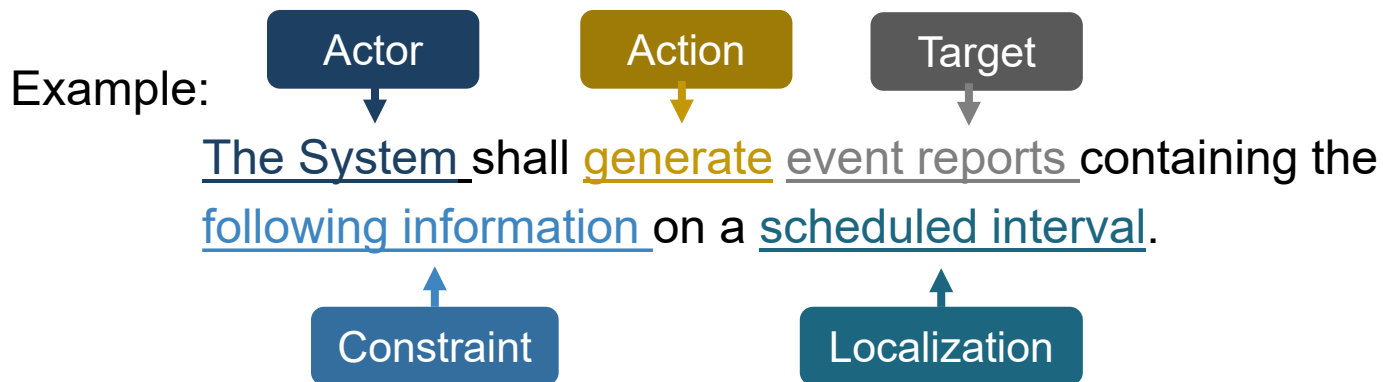 Actor
Action
Target
Example:
The System shall generate event reports containing the
following information on a scheduled interval.
Constraint
Localization